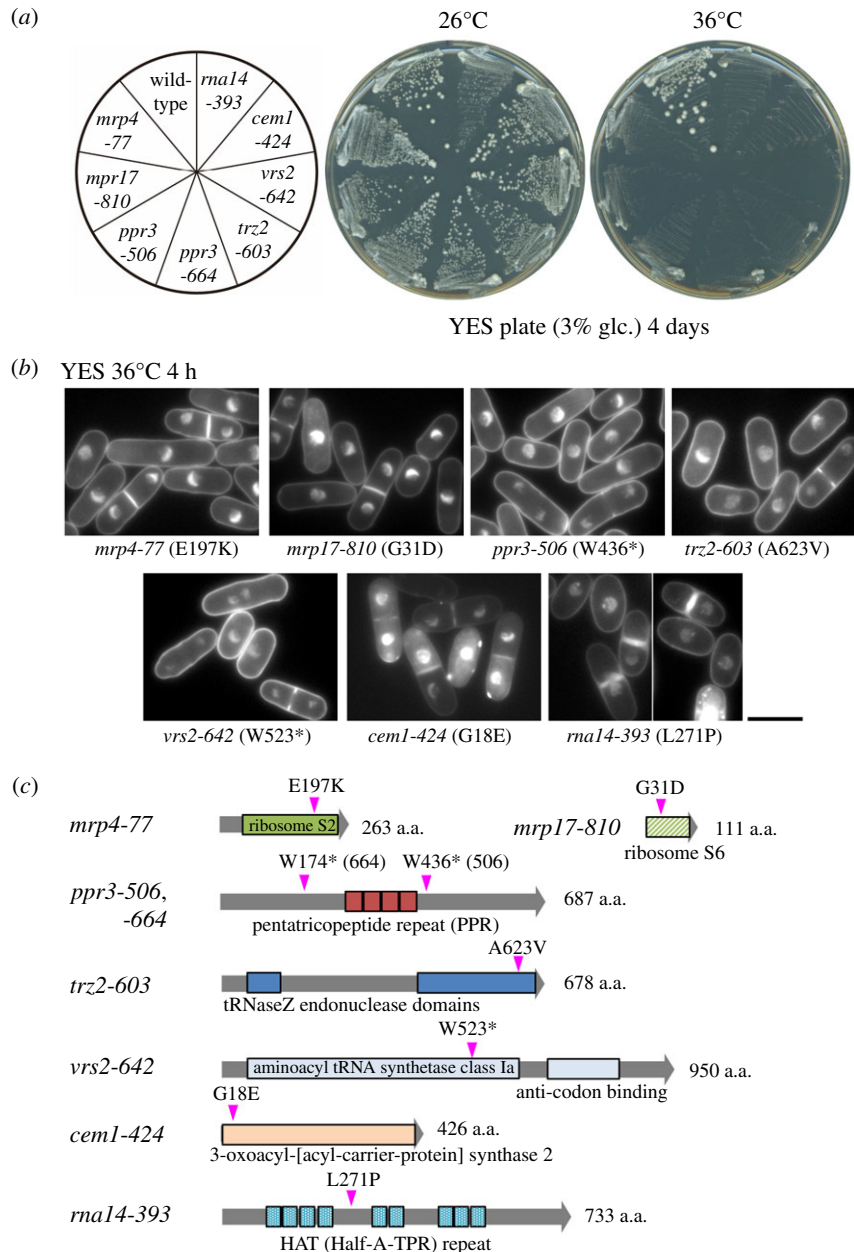 (a)
26°C
36°C
wild-
type
rna14
-393
cem1
-424
vrs2
-642
trz2
-603
ppr3
-664
ppr3
-506
mpr17
-810
mrp4
-77
YES plate (3% glc.) 4 days
(b) YES 36°C 4 h
mrp4-77 (E197K)
mrp17-810 (G31D)
ppr3-506 (W436*)
trz2-603 (A623V)
vrs2-642 (W523*)
cem1-424 (G18E)
rna14-393 (L271P)
(c)
E197K
mrp4-77
ribosome S2
263 a.a.
G31D
mrp17-810
111 a.a.
ribosome S6
W174* (664)
W436* (506)
ppr3-506,
-664
687 a.a.
pentatricopeptide repeat (PPR)
A623V
trz2-603
678 a.a.
tRNaseZ endonuclease domains
W523*
vrs2-642
aminoacyl tRNA synthetase class Ia
950 a.a.
anti-codon binding
G18E
cem1-424
426 a.a.
3-oxoacyl-[acyl-carrier-protein] synthase 2
L271P
rna14-393
733 a.a.
HAT (Half-A-TPR) repeat